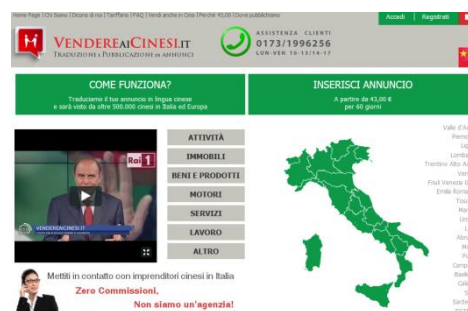 Home Page | Chi Siamo | Dicono di noi | Tariffario | FAQ | Vendi anche in Cina | Perchè 43,00 | Dove pubblichiamo
Accedi | Registrati
VENDEREAICINESI.IT
TRADUZIONE E PUBBLICAZIONE DI ANNUNCI
ASSISTENZA CLIENTI
0173/1996256
LUN-VEN 10-13/14-17
COME FUNZIONA?
Traduciamo il tuo annuncio in lingua cinese
e sarà visto da oltre 500.000 cinesi in Italia ed Europa
INSERISCI ANNUNCIO
A partire da 43,00 €
per 60 giorni
Rai 1
VENDEREAICINESI.IT
ATTIVITÀ
IMMOBILI
BENI E PRODOTTI
MOTORI
SERVIZI
LAVORO
ALTRO
Valle d'A
Piemo
Lig
Lomba
Trentino Alto A
Ven
Friuli Venezia G
Emilia Roma
Tosc
Mar
Um
L
Abru
Mo
Pu
Camp
Basili
Cala
S
Sarde
Mettiti in contatto con imprenditori cinesi in Italia
Zero Commissioni,
Non siamo un'agenzia!